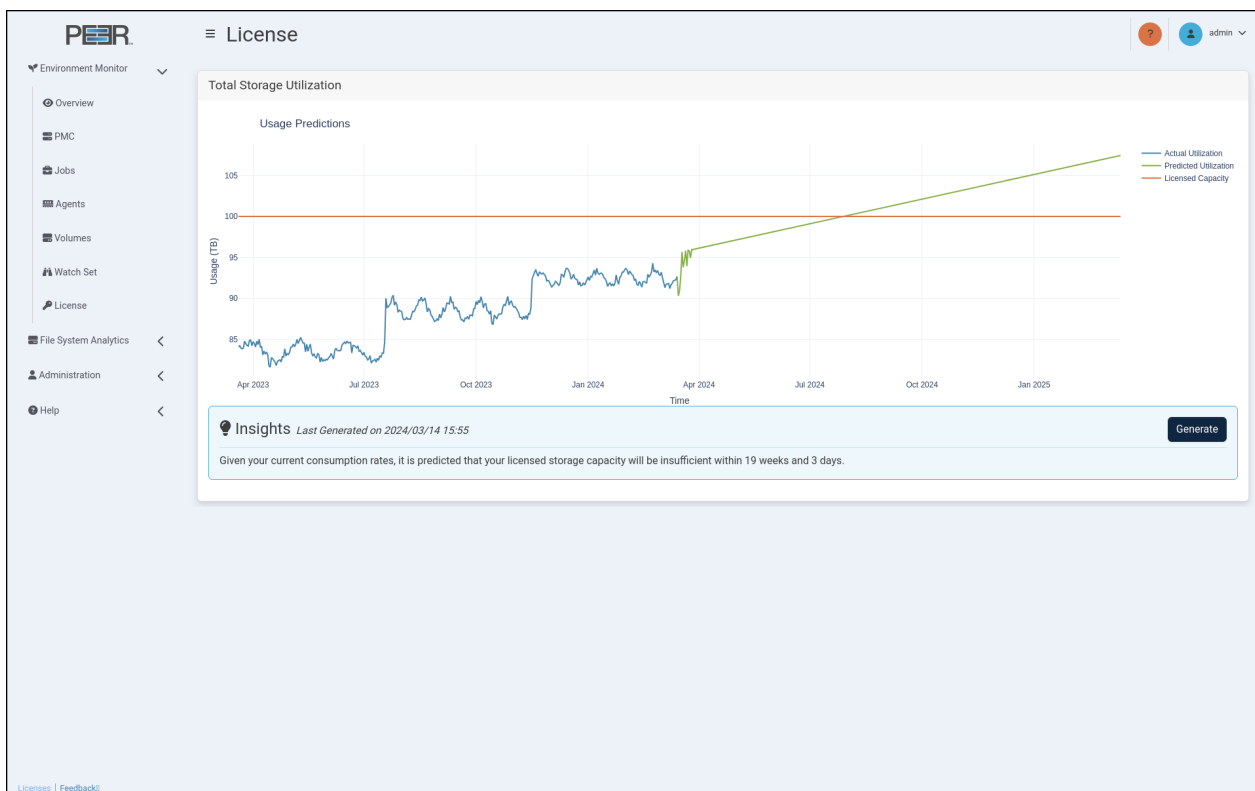 PEER
License
?
admin
Environment Monitor
Overview
PMC
Jobs
Agents
Volumes
Watch Set
License
File System Analytics
Administration
Help
Total Storage Utilization
Usage Predictions
Actual Utilization
Predicted Utilization
Licensed Capacity
Usage (TB)
105
100
95
90
85
Apr 2023 Jul 2023 Oct 2023 Jan 2024 Apr 2024 Jul 2024 Oct 2024 Jan 2025
Time
Insights Last Generated on 2024/03/14 15:55
Generate
Given your current consumption rates, it is predicted that your licensed storage capacity will be insufficient within 19 weeks and 3 days.
Licenses | Feedback